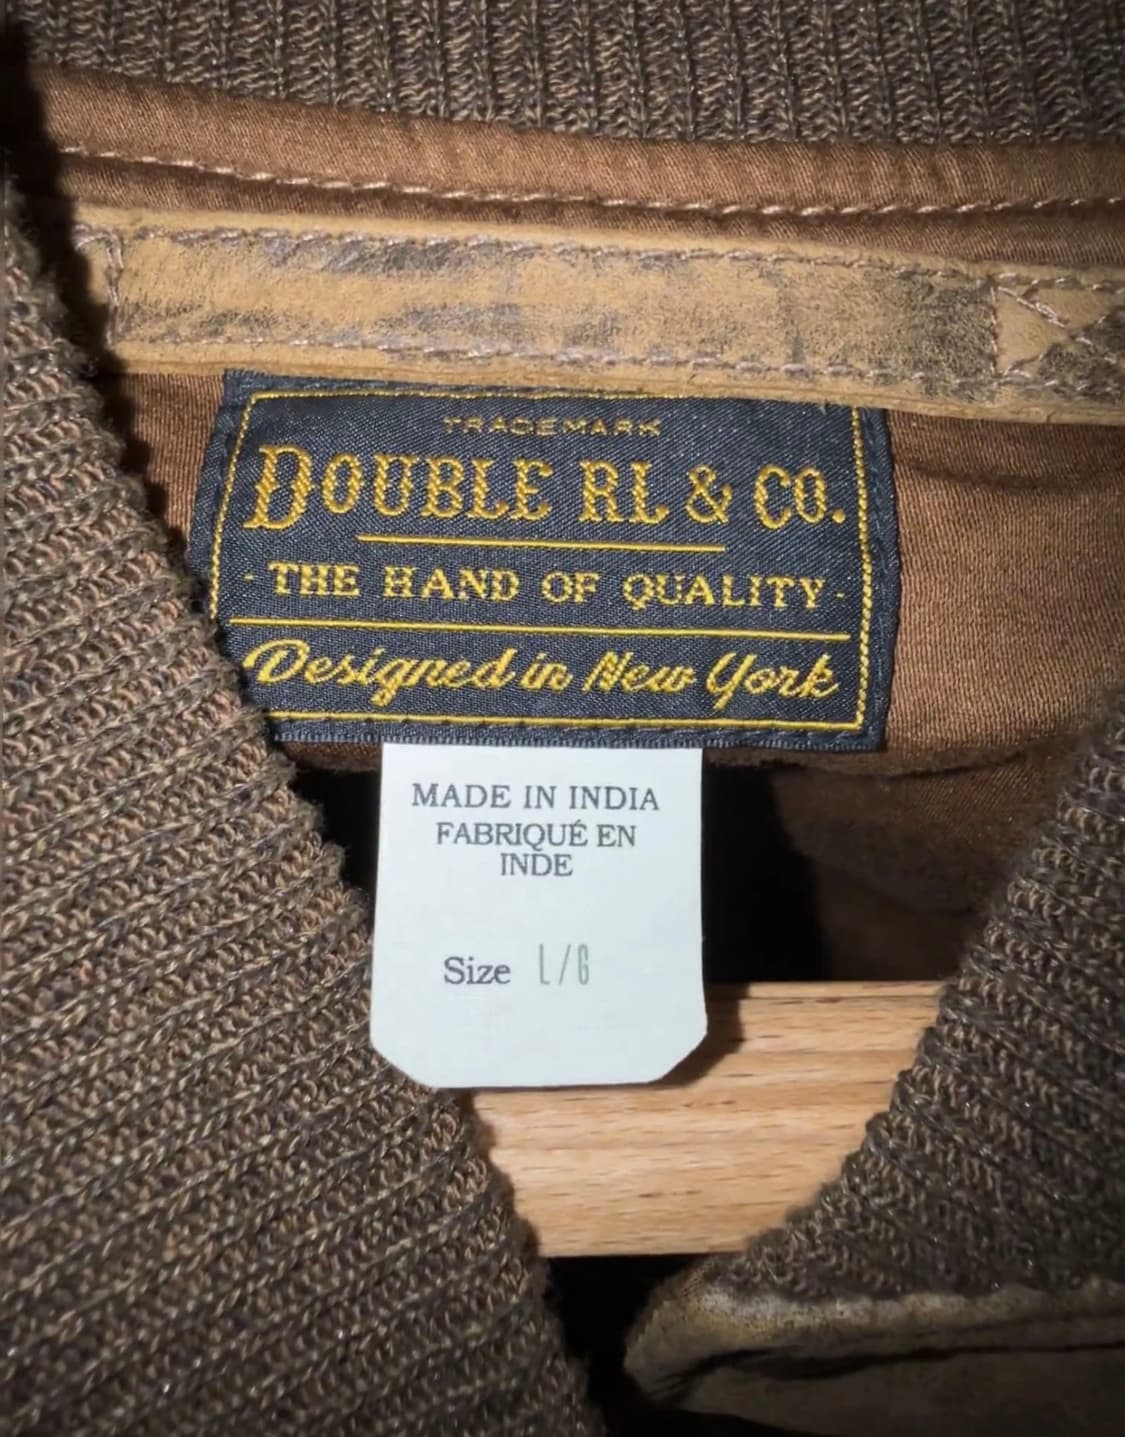 TRADEMARK
DOUBLE RL & CO.
· THE HAND OF QUALITY ·
Designed in New York
MADE IN INDIA
FABRIQUÉ EN
INDE
Size L/G